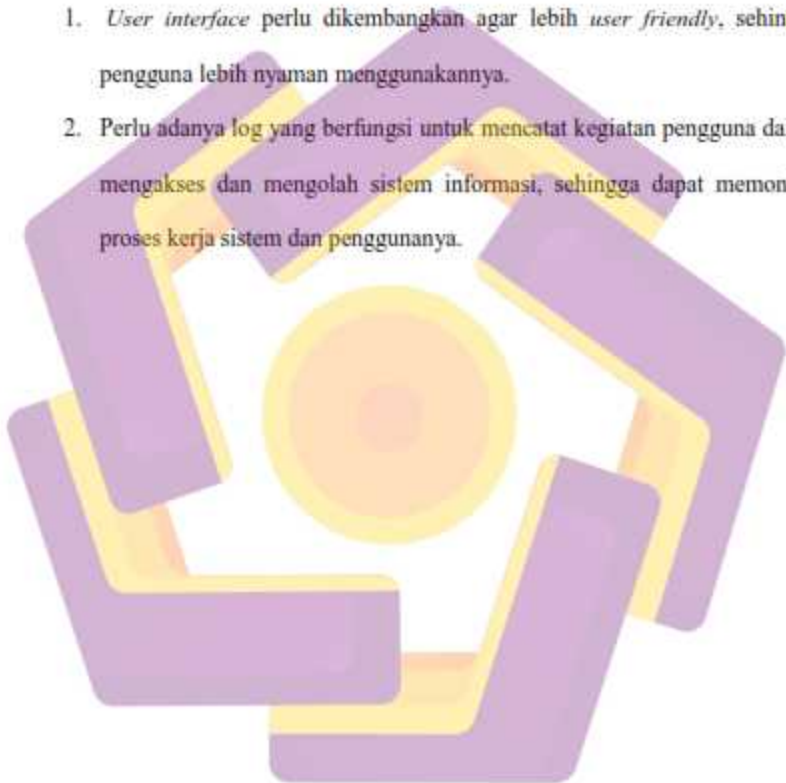 1. User interface perlu dikembangkan agar lebih user friendly, sehin
pengguna lebih nyaman menggunakannya.
2. Perlu adanya log yang berfungsi untuk mencatat kegiatan pengguna da
mengakses dan mengolah sistem informasi, sehingga dapat memon
proses kerja sistem dan penggunanya.